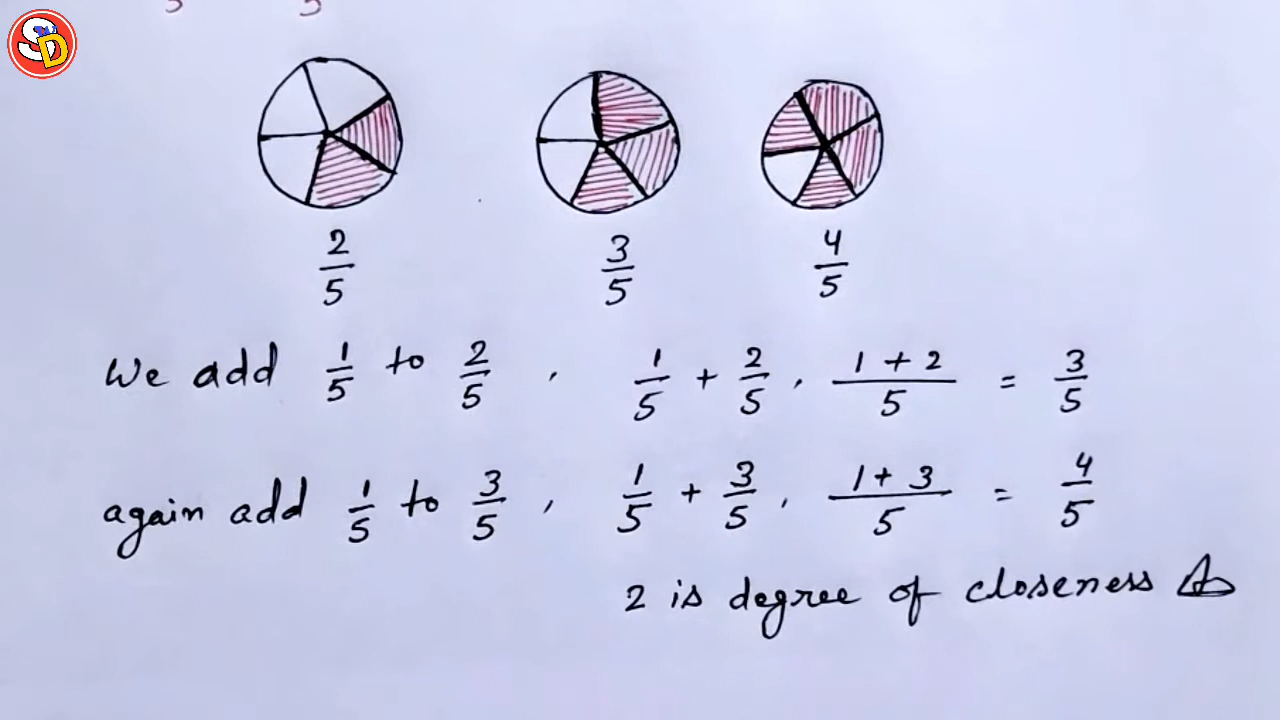 SD
2/5 3/5 4/5
We add 1/5 to 2/5 , 1/5 + 2/5 , (1 + 2)/5 = 3/5
again add 1/5 to 3/5 , 1/5 + 3/5 , (1 + 3)/5 = 4/5
2 is degree of closeness